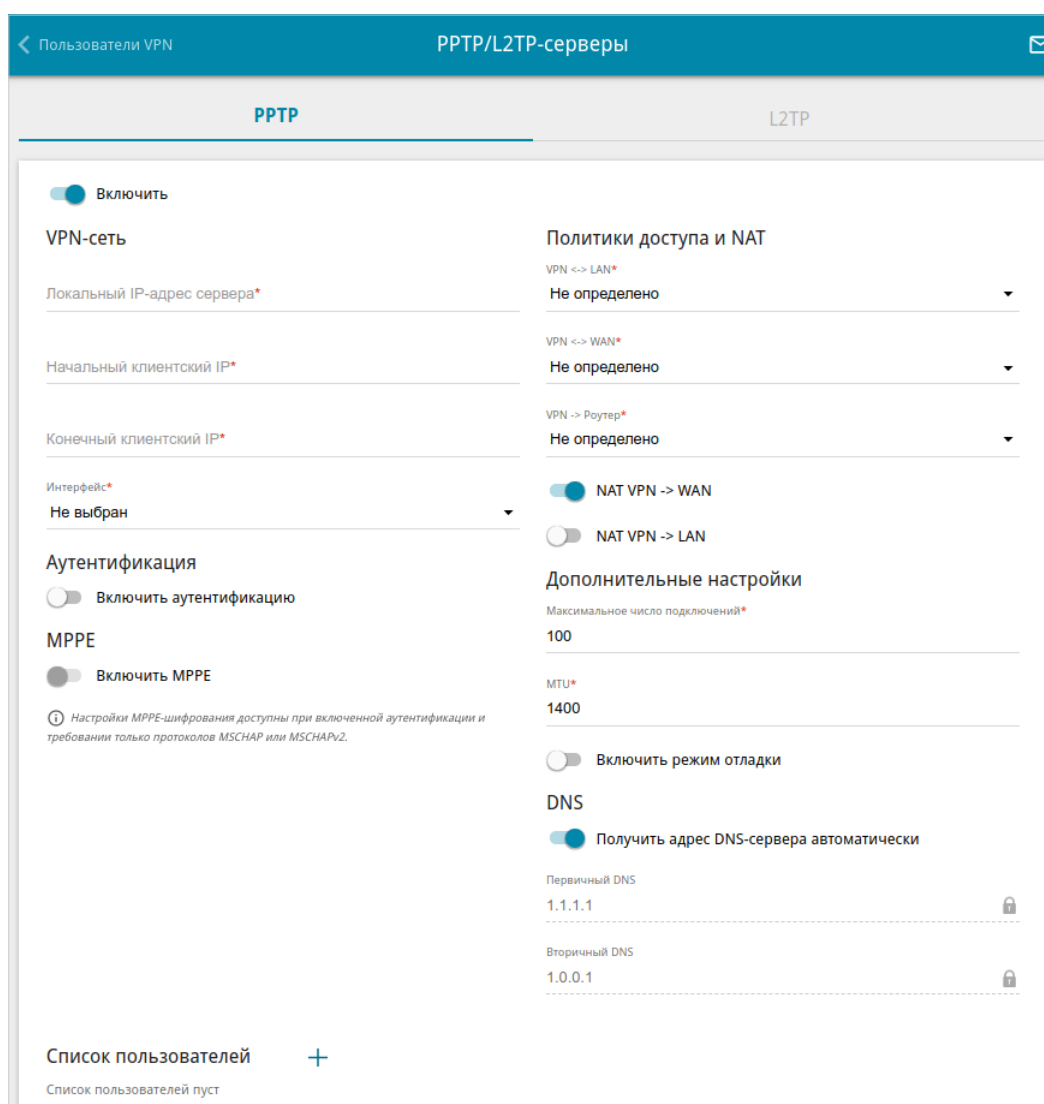 Пользователи VPN
PPTP/L2TP-серверы
PPTP
L2TP
Включить
VPN-сеть
Локальный IP-адрес сервера*
Начальный клиентский IP*
Конечный клиентский IP*
Интерфейс*
Не выбран
Аутентификация
Включить аутентификацию
MPPE
Включить MPPE
Настройки MPPE-шифрования доступны при включенной аутентификации и
требовании только протоколов MSCHAP или MSCHAPv2.
Политики доступа и NAT
VPN <-> LAN*
Не определено
VPN <-> WAN*
Не определено
VPN -> Роутер*
Не определено
NAT VPN -> WAN
NAT VPN -> LAN
Дополнительные настройки
Максимальное число подключений*
100
MTU*
1400
Включить режим отладки
DNS
Получить адрес DNS-сервера автоматически
Первичный DNS
1.1.1.1
Вторичный DNS
1.0.0.1
Список пользователей
Список пользователей пуст